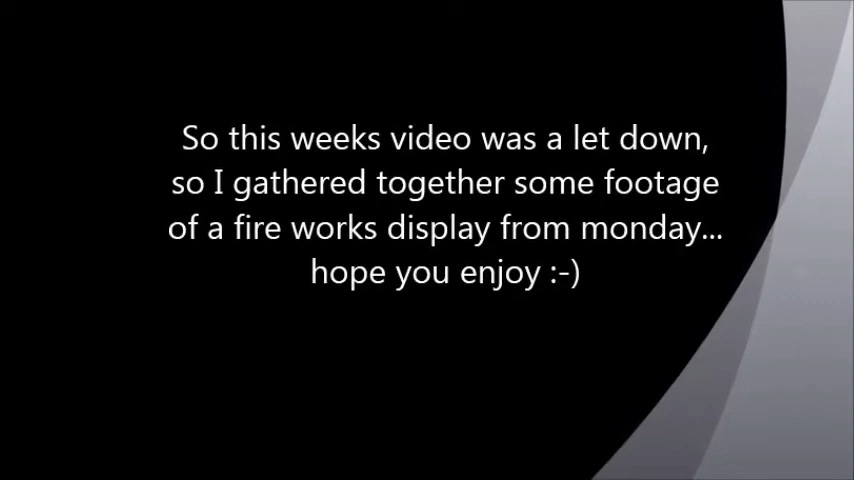 So this weeks video was a let down,
so I gathered together some footage
of a fire works display from monday...
hope you enjoy :-)